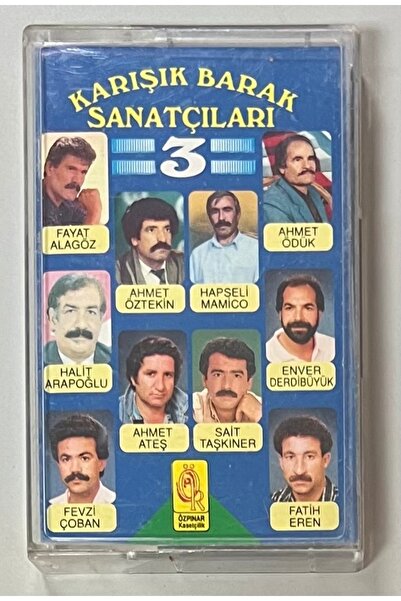 KARIŞIK BARAK
SANATÇILARI
3
FAYAT
ALAGÖZ
AHMET
ÖZTEKİN
HAPSELİ
MAMİCO
AHMET
ÖDÜK
HALİT
ARAPOĞLU
AHMET
ATEŞ
SAİT
TAŞKINER
ENVER
DERDİBÜYÜK
FEVZİ
ÇOBAN
ÖZPINAR
Kasetçilik
FATİH
EREN